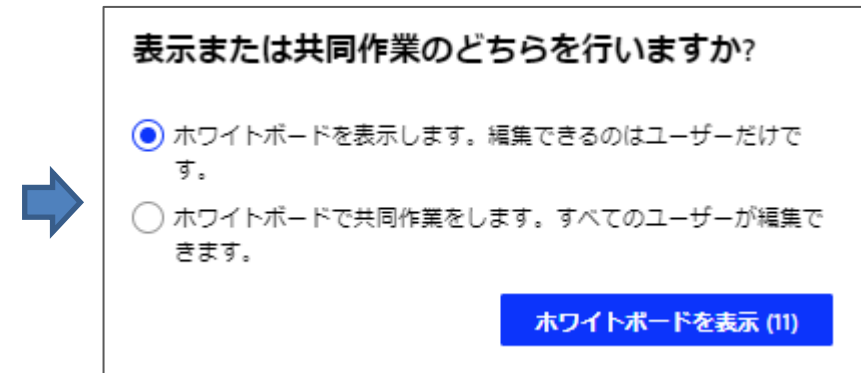 表示または共同作業のどちらを行いますか?
ホワイトボードを表示します。編集できるのはユーザーだけで
す。
ホワイトボードで共同作業をします。すべてのユーザーが編集で
きます。
ホワイトボードを表示 (11)